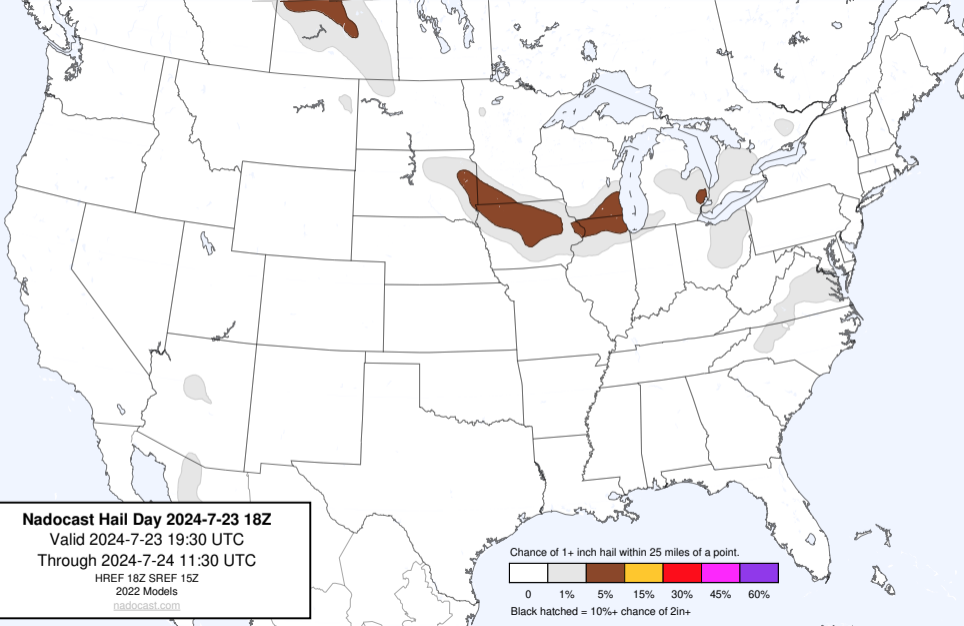 Nadocast Hail Day 2024-7-23 18Z
Valid 2024-7-23 19:30 UTC
Through 2024-7-24 11:30 UTC
HREF 18Z SREF 15Z
2022 Models
nadocast.com
Chance of 1+ inch hail within 25 miles of a point.
0 1% 5% 15% 30% 45% 60%
Black hatched = 10%+ chance of 2in+